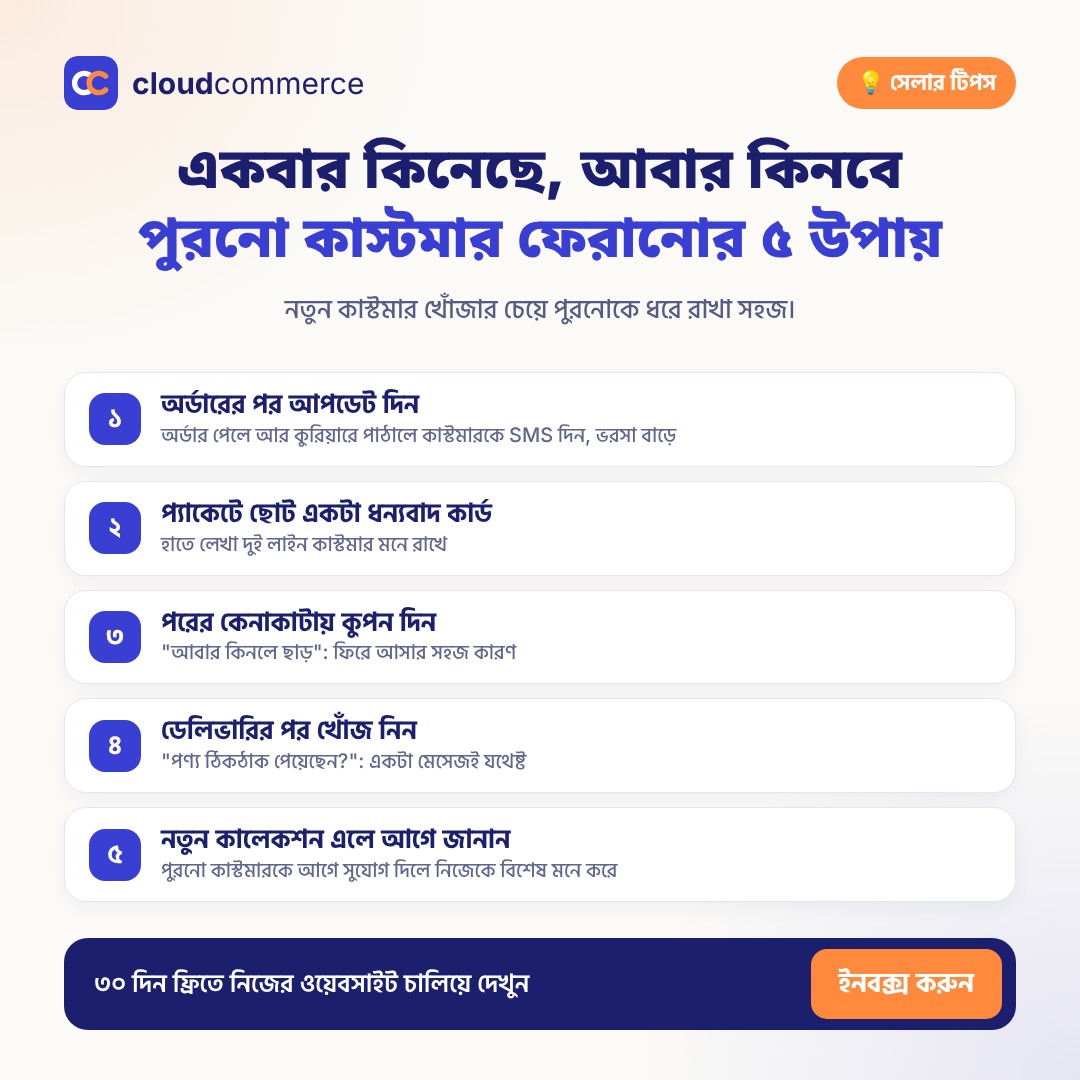 cloudcommerce
💡 সেলার টিপস
একবার কিনেছে, আবার কিনবে
পুরনো কাস্টমার ফেরানোর ৫ উপায়
নতুন কাস্টমার খোঁজার চেয়ে পুরনোকে ধরে রাখা সহজ।
১
অর্ডারের পর আপডেট দিন
অর্ডার পেলে আর কুরিয়ারে পাঠালে কাস্টমারকে SMS দিন, ভরসা বাড়ে
২
প্যাকেটে ছোট একটা ধন্যবাদ কার্ড
হাতে লেখা দুই লাইন কাস্টমার মনে রাখে
৩
পরের কেনাকাটায় কুপন দিন
"আবার কিনলে ছাড়": ফিরে আসার সহজ কারণ
৪
ডেলিভারির পর খোঁজ নিন
"পণ্য ঠিকঠাক পেয়েছেন?": একটা মেসেজই যথেষ্ট
৫
নতুন কালেকশন এলে আগে জানান
পুরনো কাস্টমারকে আগে সুযোগ দিলে নিজেকে বিশেষ মনে করে
৩০ দিন ফ্রিতে নিজের ওয়েবসাইট চালিয়ে দেখুন
ইনবক্স করুন